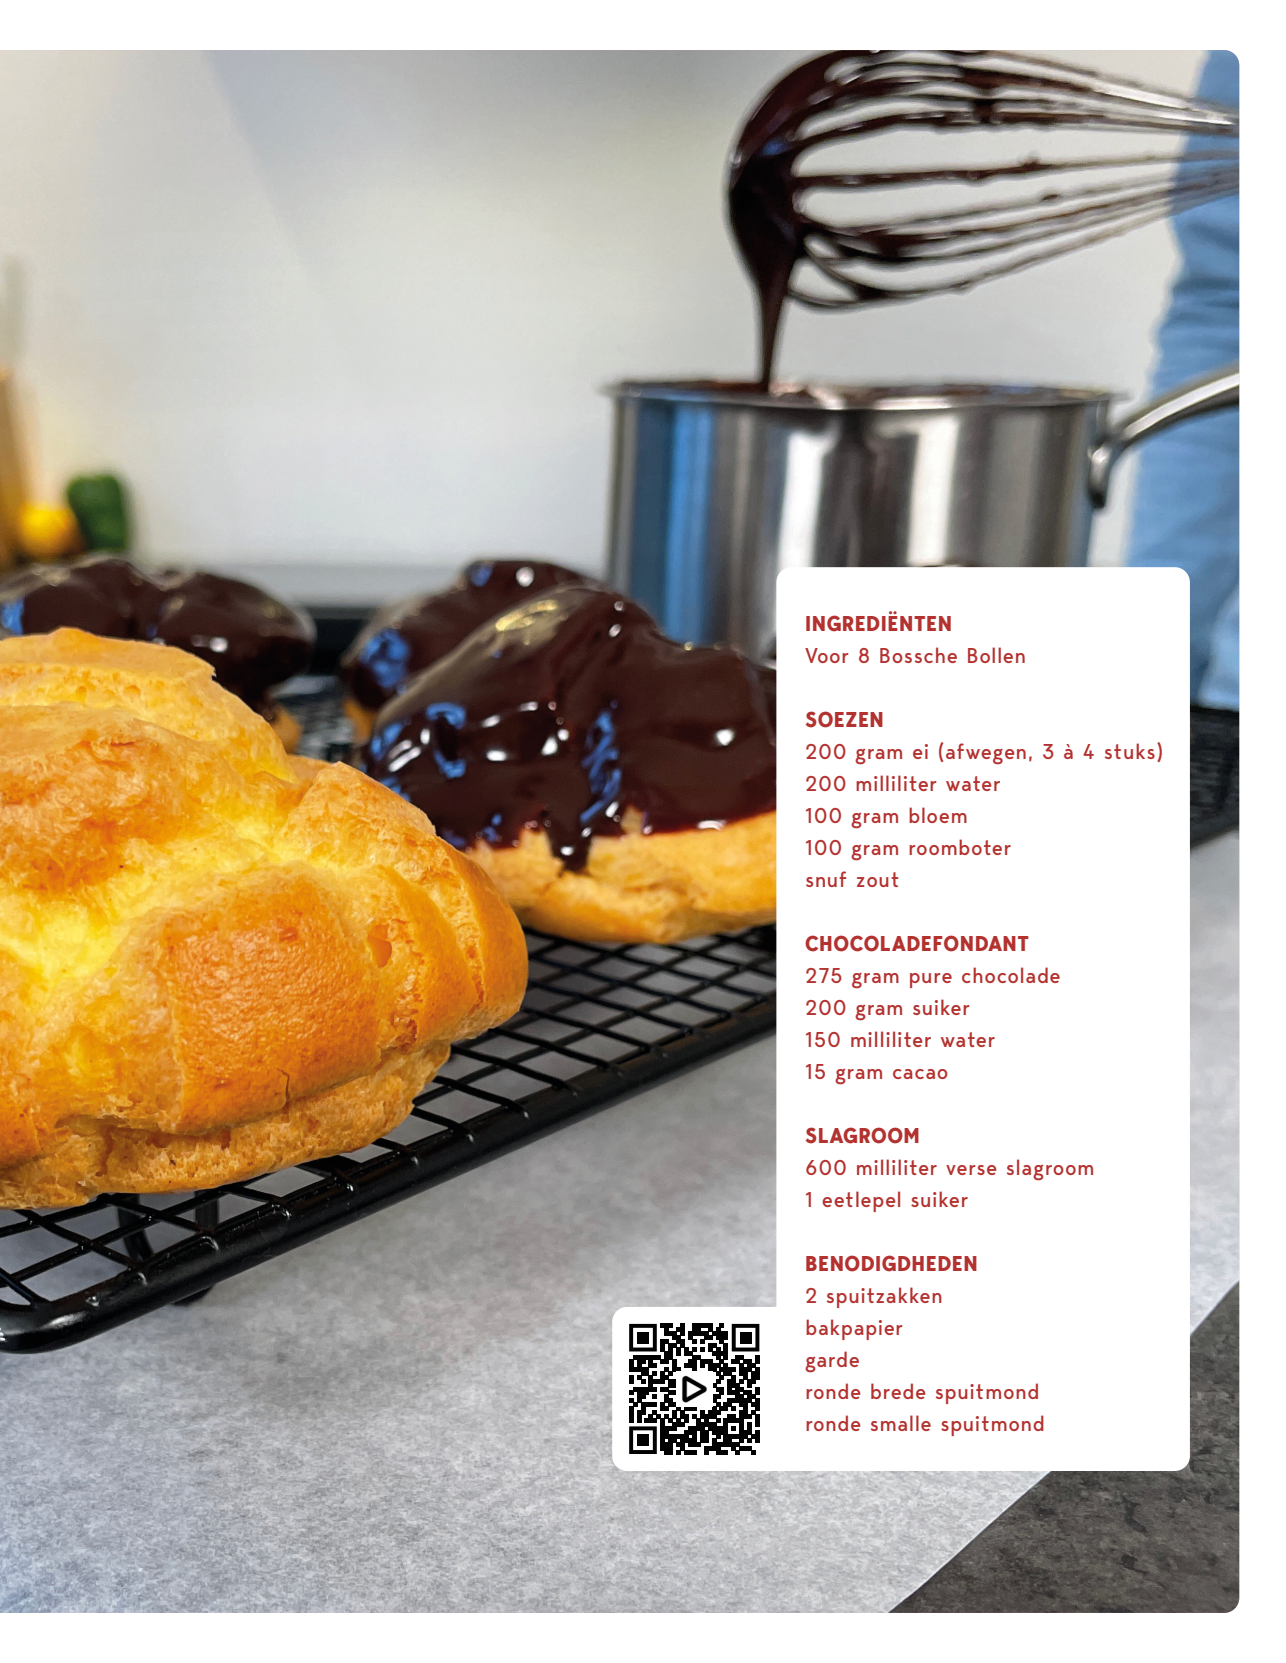 INGREDIËNTEN
Voor 8 Bossche Bollen
SOEZEN
200 gram ei (afwegen, 3 à 4 stuks)
200 milliliter water
100 gram bloem
100 gram roomboter
snuf zout
CHOCOLADEFONDANT
275 gram pure chocolade
200 gram suiker
150 milliliter water
15 gram cacao
SLAGROOM
600 milliliter verse slagroom
1 eetlepel suiker
BENODIGDHEDEN
2 spuitzakken
bakpapier
garde
ronde brede spuitmond
ronde smalle spuitmond